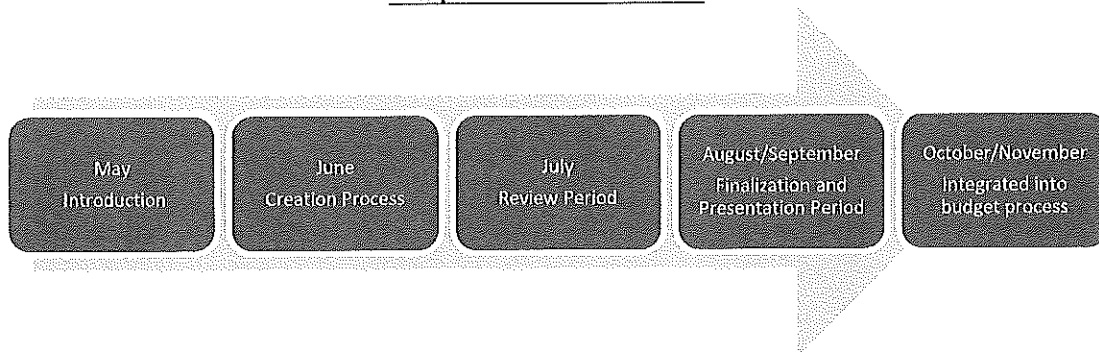 May
Introduction
June
Creation Process
July
Review Period
August/September
Finalization and
Presentation Period
October/November
Integrated into
budget process